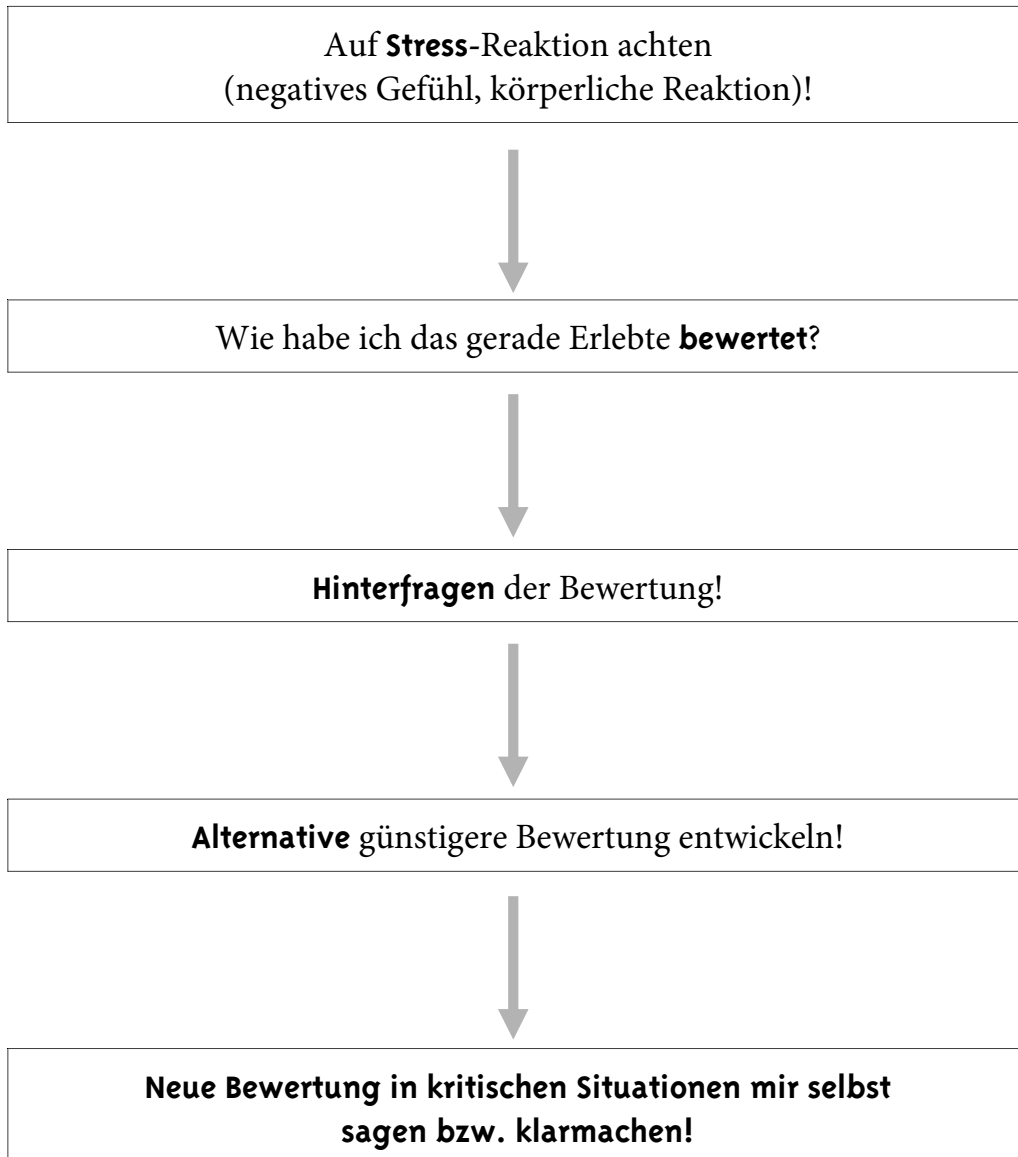 Auf Stress-Reaktion achten
(negatives Gefühl, körperliche Reaktion)!
Wie habe ich das gerade Erlebte bewertet?
Hinterfragen der Bewertung!
Alternative günstigere Bewertung entwickeln!
Neue Bewertung in kritischen Situationen mir selbst
sagen bzw. klarmachen!